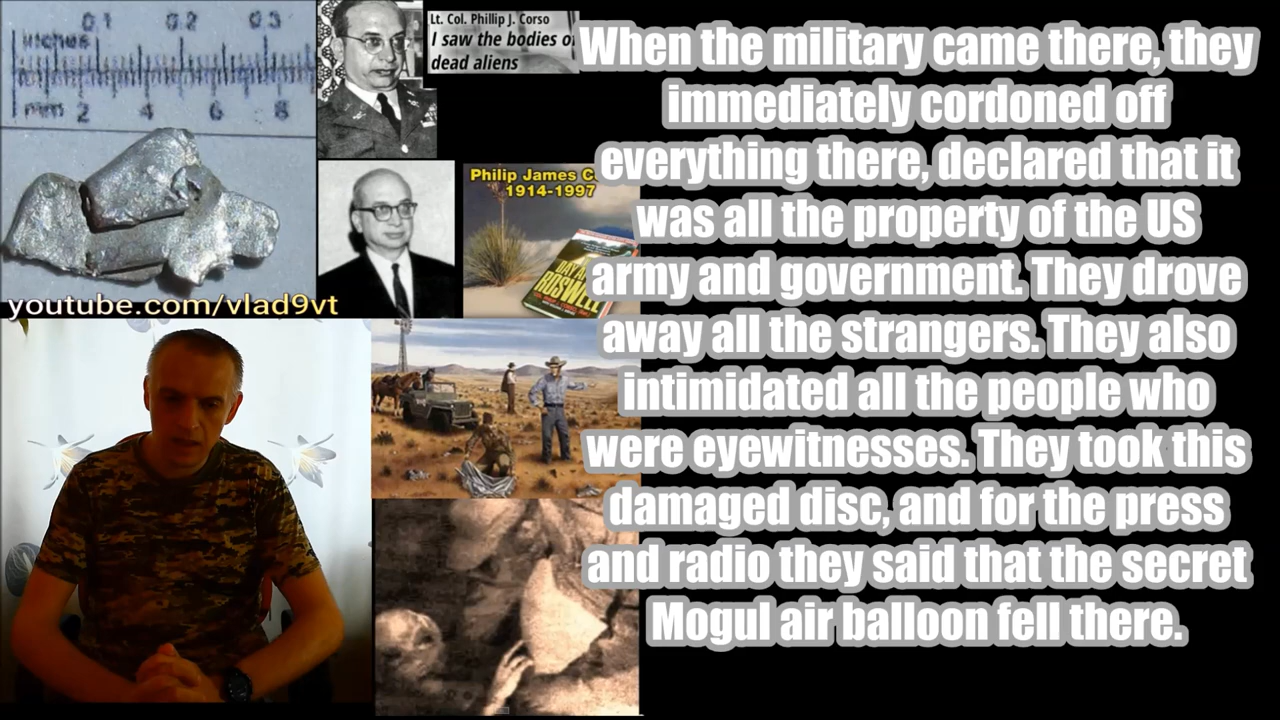 0.1 0.2 0.3
inches
mm 2 4 6 8
Lt. Col. Phillip J. Corso
I saw the bodies of
dead aliens
Philip James C
1914-1997
DAY A
ROSWELL
youtube.com/vlad9vt
When the military came there, they
immediately cordoned off
everything there, declared that it
was all the property of the US
army and government. They drove
away all the strangers. They also
intimidated all the people who
were eyewitnesses. They took this
damaged disc, and for the press
and radio they said that the secret
Mogul air balloon fell there.